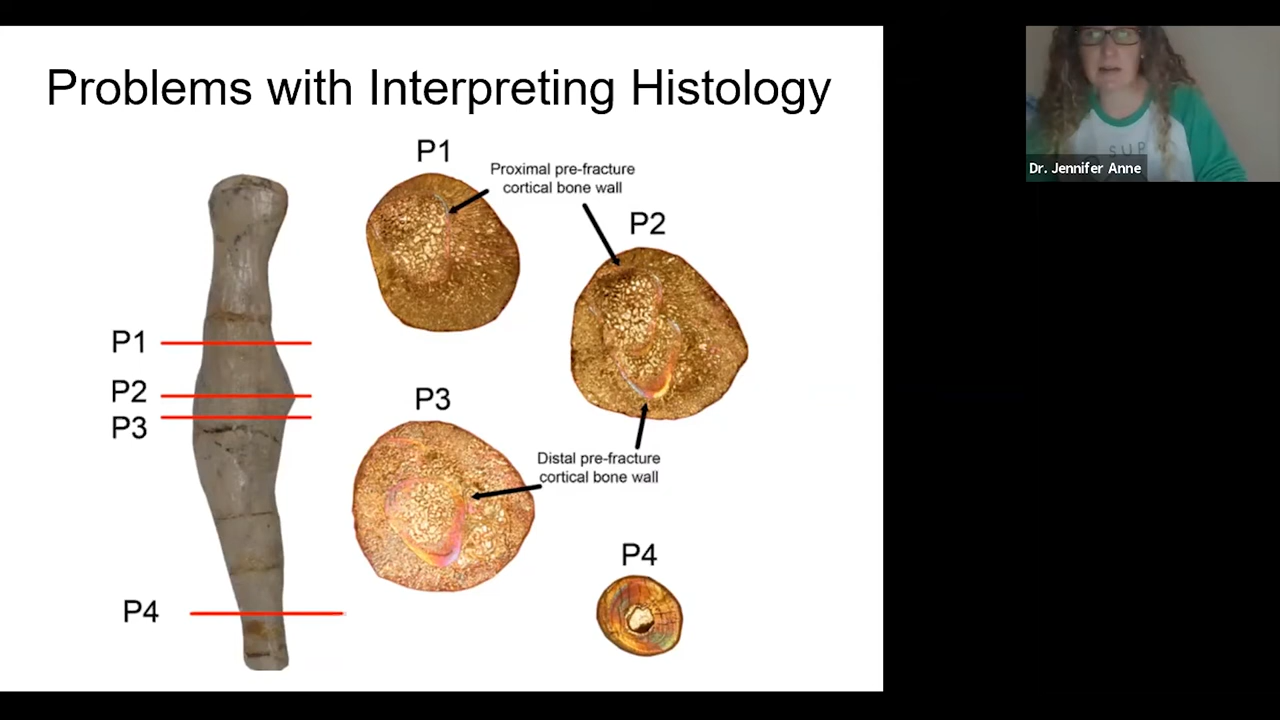 Problems with Interpreting Histology
P1
Proximal pre-fracture
cortical bone wall
P2
P1
P2
P3
P3
Distal pre-fracture
cortical bone wall
P4
P4
SUP
Dr. Jennifer Anne